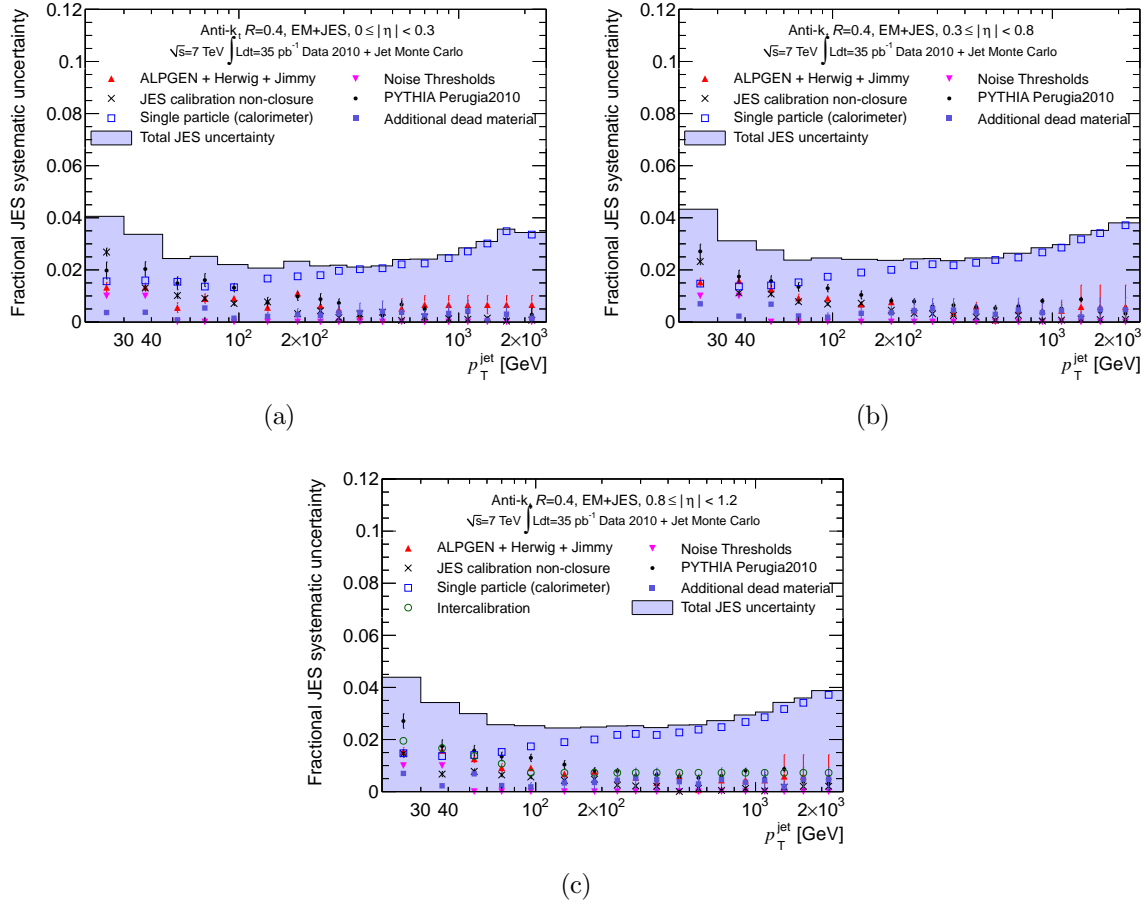 Fractional JES systematic uncertainty
0.12
0.1
0.08
0.06
0.04
0.02
0
Anti-kt R=0.4, EM+JES, 0 ≤ | η | < 0.3
√s=7 TeV ∫Ldt=35 pb⁻¹ Data 2010 + Jet Monte Carlo
ALPGEN + Herwig + Jimmy
JES calibration non-closure
Single particle (calorimeter)
Total JES uncertainty
Noise Thresholds
PYTHIA Perugia2010
Additional dead material
30 40 10² 2×10² 10³ 2×10³
pTjet [GeV]
(a)
Fractional JES systematic uncertainty
0.12
0.1
0.08
0.06
0.04
0.02
0
Anti-kt R=0.4, EM+JES, 0.3 ≤ | η | < 0.8
√s=7 TeV ∫Ldt=35 pb⁻¹ Data 2010 + Jet Monte Carlo
ALPGEN + Herwig + Jimmy
JES calibration non-closure
Single particle (calorimeter)
Total JES uncertainty
Noise Thresholds
PYTHIA Perugia2010
Additional dead material
30 40 10² 2×10² 10³ 2×10³
pTjet [GeV]
(b)
Fractional JES systematic uncertainty
0.12
0.1
0.08
0.06
0.04
0.02
0
Anti-kt R=0.4, EM+JES, 0.8 ≤ | η | < 1.2
√s=7 TeV ∫Ldt=35 pb⁻¹ Data 2010 + Jet Monte Carlo
ALPGEN + Herwig + Jimmy
JES calibration non-closure
Single particle (calorimeter)
Intercalibration
Noise Thresholds
PYTHIA Perugia2010
Additional dead material
Total JES uncertainty
30 40 10² 2×10² 10³ 2×10³
pTjet [GeV]
(c)